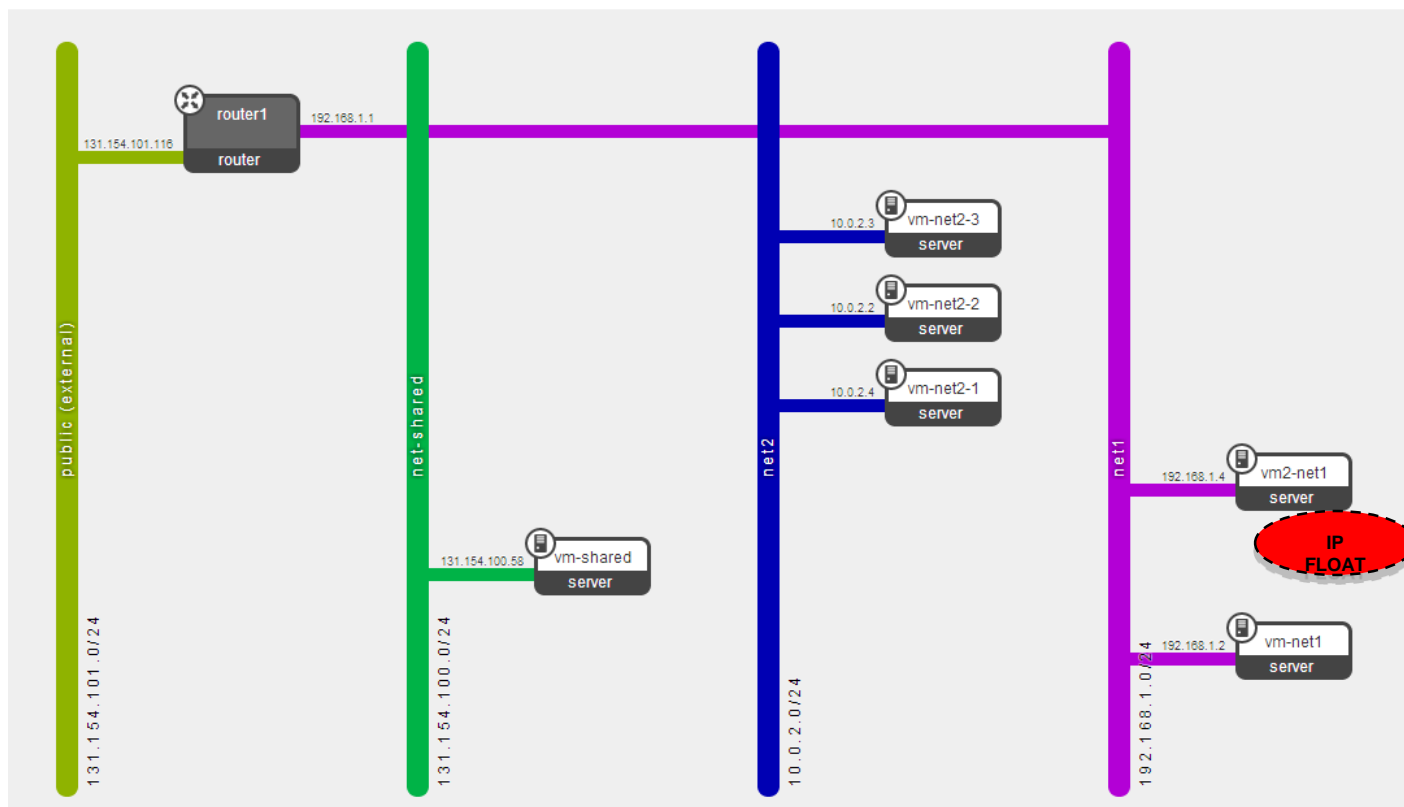 router1
router
192.168.1.1
131.154.101.116
10.0.2.3
vm-net2-3
server
10.0.2.2
vm-net2-2
server
10.0.2.4
vm-net2-1
server
public (external)
net-shared
net2
net1
192.168.1.4
vm2-net1
server
IP
FLOAT
131.154.100.58
vm-shared
server
192.168.1.2
vm-net1
server
131.154.101.0/24
131.154.100.0/24
10.0.2.0/24
192.168.1.0/24